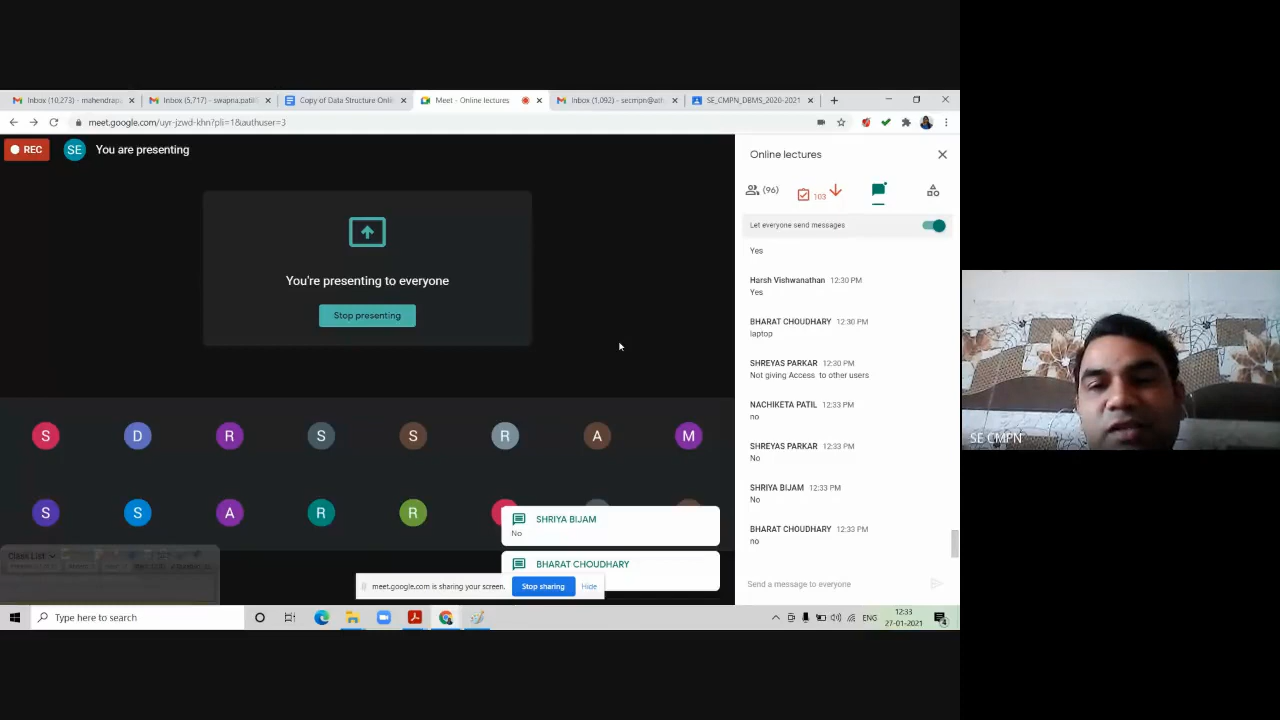 Inbox (10,273) - mahendrap
Inbox (5,717) - swapna.patil
Copy of Data Structure Onli
Meet - Online lectures
Inbox (1,092) - secmpn@at
SE_CMPN_DBMS_2020-2021
meet.google.com/uyr-jzwd-khn?pli=1&authuser=3
REC
SE
You are presenting
You're presenting to everyone
Stop presenting
S D R S S R A M
S S A R R
SHRIYA BIJAM
No
BHARAT CHOUDHARY
Class List
meet.google.com is sharing your screen.
Stop sharing
Hide
Online lectures
(96)
103
Let everyone send messages
Yes
Harsh Vishwanathan 12:30 PM
Yes
BHARAT CHOUDHARY 12:30 PM
laptop
SHREYAS PARKAR 12:30 PM
Not giving Access to other users
NACHIKETA PATIL 12:33 PM
no
SHREYAS PARKAR 12:33 PM
No
SHRIYA BIJAM 12:33 PM
No
BHARAT CHOUDHARY 12:33 PM
no
Send a message to everyone
Type here to search
ENG
12:33
27-01-2021
4
SE CMPN